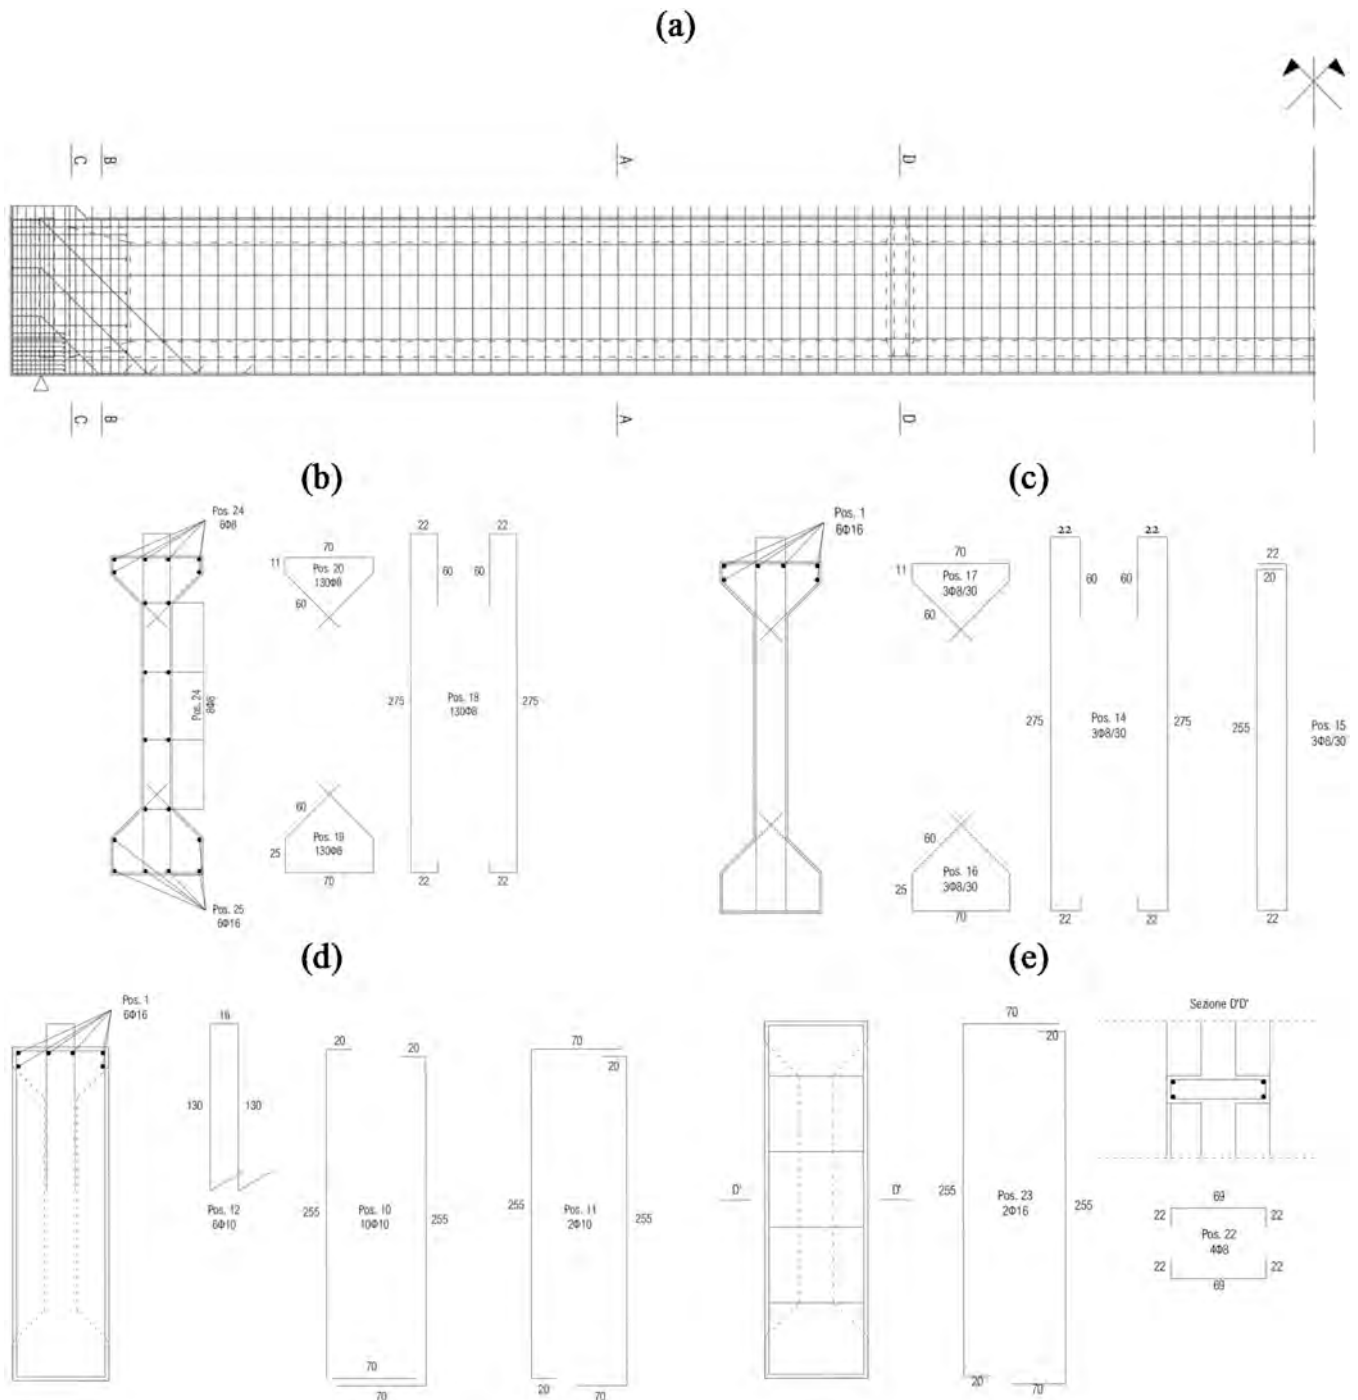 (a)
C B A D
C B A D
(b)
Pos. 24
6Φ8
70
11
Pos. 20
130Φ8
60
22 22
60 60
Pos. 24
8Φ8
275
Pos. 18
130Φ8
275
60
Pos. 19
130Φ8
25
70
22 22
Pos. 25
6Φ16
(c)
Pos. 1
6Φ16
70
11
Pos. 17
3Φ8/30
60
22 22
60 60
22
20
275
Pos. 14
3Φ8/30
275
255
Pos. 15
3Φ8/30
60
Pos. 16
3Φ8/30
25
70
22 22
22
(d)
Pos. 1
6Φ16
16
130 130
Pos. 12
6Φ10
20 20
255
Pos. 10
10Φ10
255
70
70
70
20
255
Pos. 11
2Φ10
255
20 70
(e)
D' D'
70
20
255
Pos. 23
2Φ16
255
20 70
Sezione D'D'
69
22 22
Pos. 22
4Φ8
22 22
69